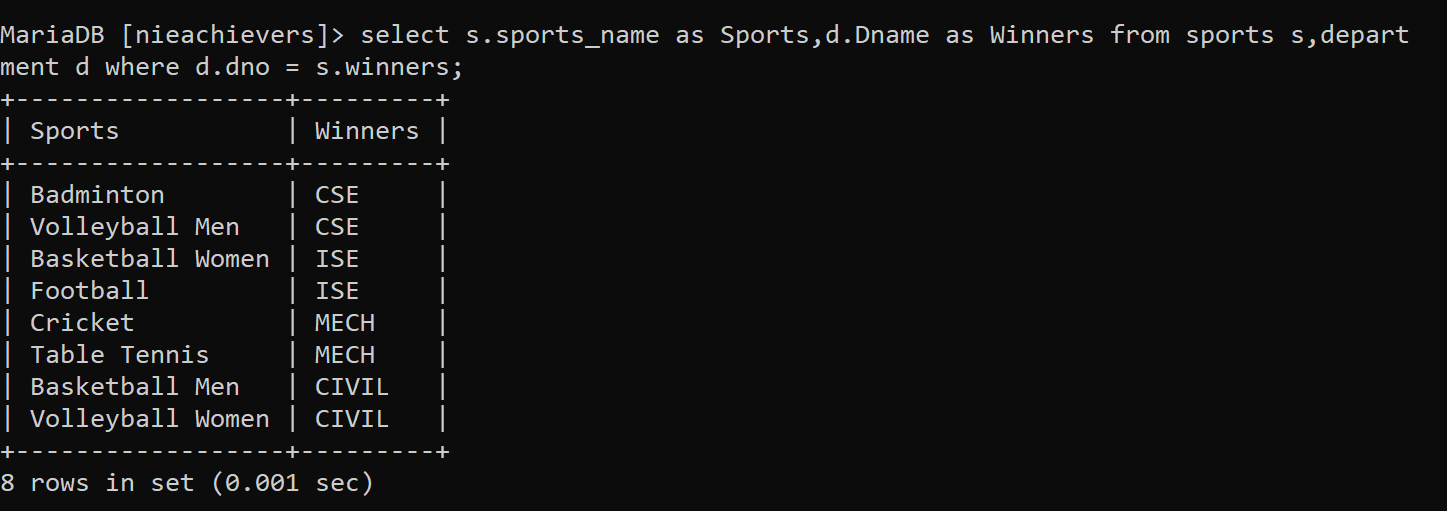 MariaDB [nieachievers]> select s.sports_name as Sports,d.Dname as Winners from sports s,depart
ment d where d.dno = s.winners;
+------------------+---------+
| Sports           | Winners |
+------------------+---------+
| Badminton        | CSE     |
| Volleyball Men   | CSE     |
| Basketball Women | ISE     |
| Football         | ISE     |
| Cricket          | MECH    |
| Table Tennis     | MECH    |
| Basketball Men   | CIVIL   |
| Volleyball Women | CIVIL   |
+------------------+---------+
8 rows in set (0.001 sec)